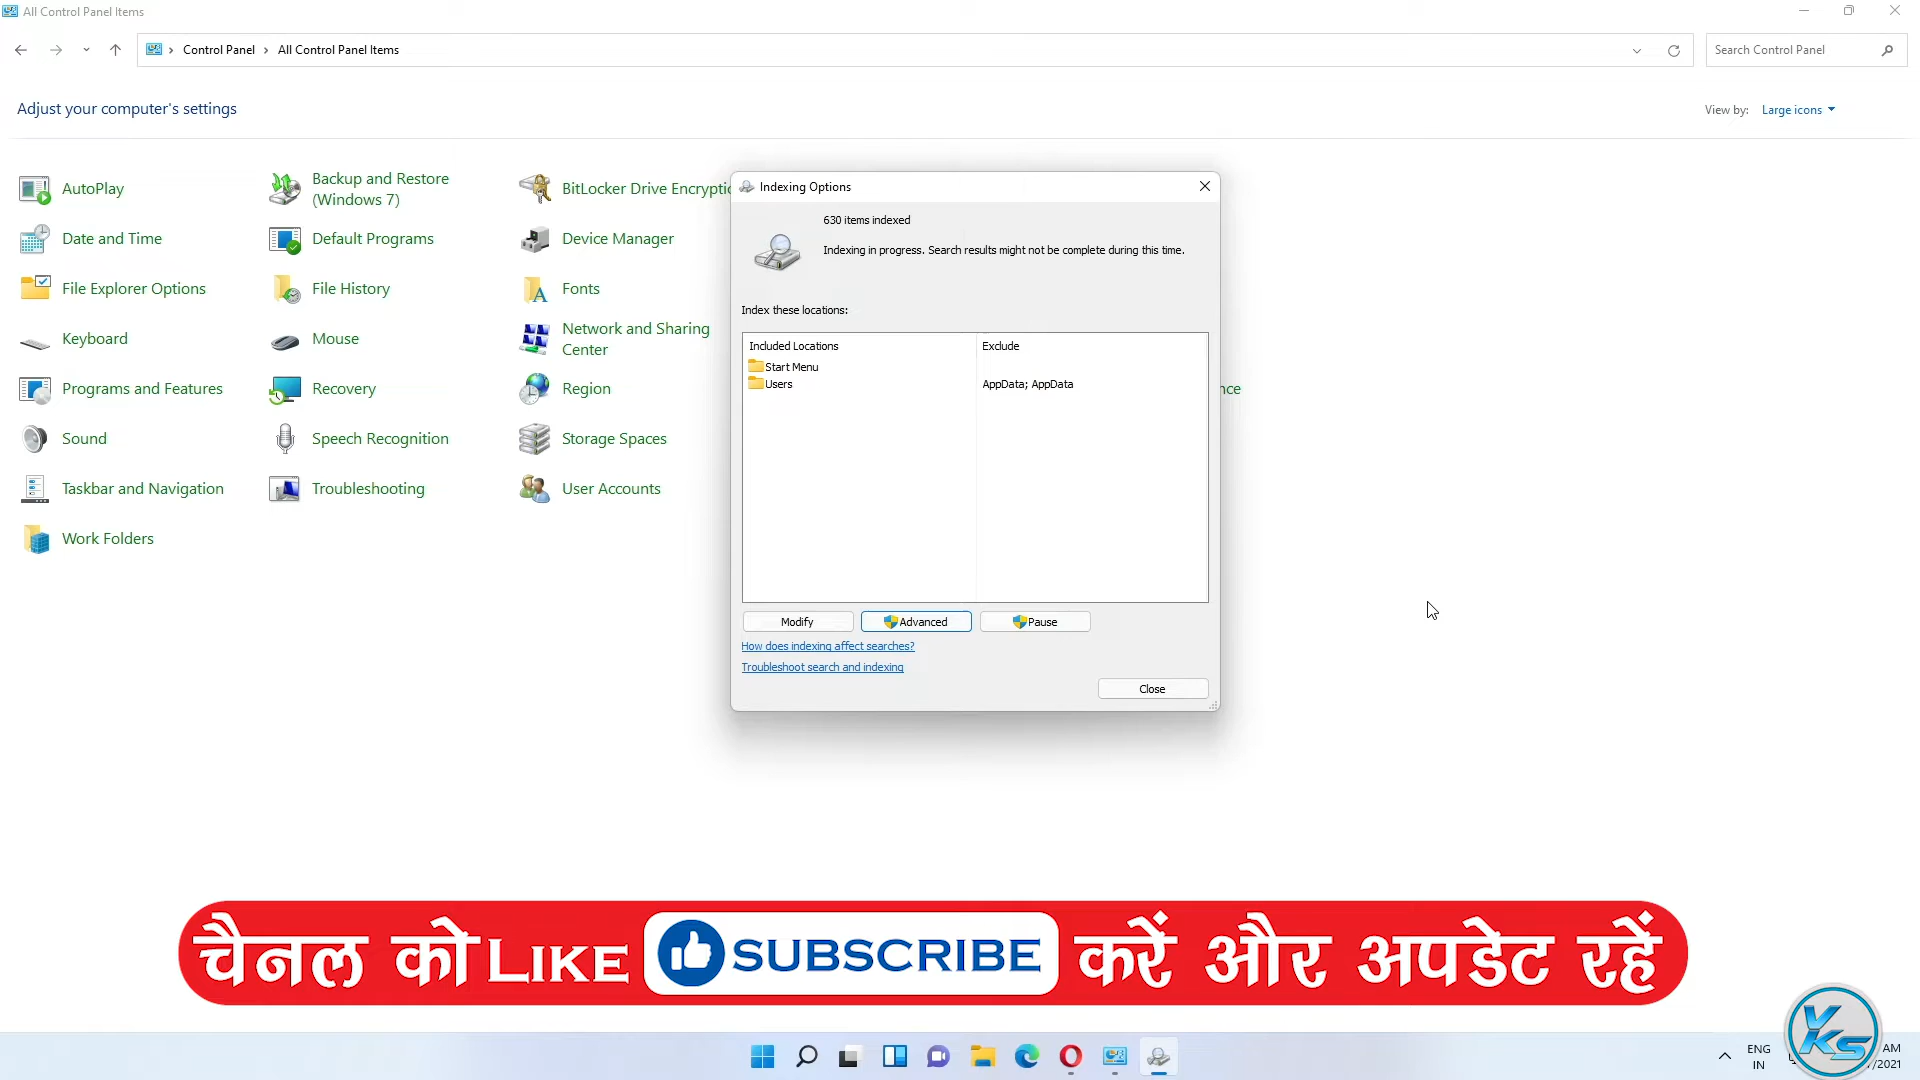 All Control Panel Items
Control Panel › All Control Panel Items
Search Control Panel
Adjust your computer's settings
View by: Large icons
AutoPlay
Backup and Restore
(Windows 7)
BitLocker Drive
Date and Time
Default Programs
Device Manager
File Explorer Options
File History
Fonts
Keyboard
Mouse
Network and Sharing
Center
Programs and Features
Recovery
Region
Sound
Speech Recognition
Storage Spaces
Taskbar and Navigation
Troubleshooting
User Accounts
Work Folders
Indexing Options
630 items indexed
Indexing in progress. Search results might not be complete during this time.
Index these locations:
Included Locations
Exclude
Start Menu
Users
AppData; AppData
Modify
Advanced
Pause
How does indexing affect searches?
Troubleshoot search and indexing
Close
चैनल को LIKE SUBSCRIBE करें और अपडेट रहें
ENG
IN
YKS
AM
/2021